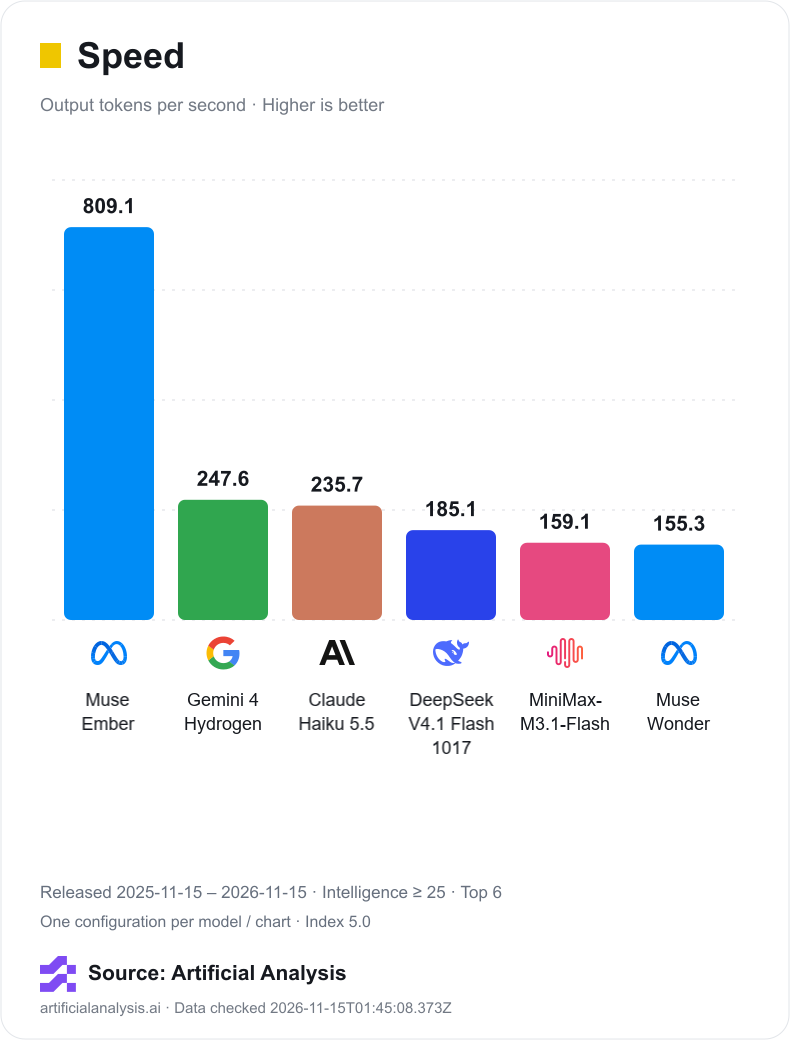 Speed
Output tokens per second · Higher is better
809.1
247.6
235.7
185.1
159.1
155.3
Muse
Ember
Gemini 4
Hydrogen
Claude
Haiku 5.5
DeepSeek
V4.1 Flash
1017
MiniMax-
M3.1-Flash
Muse
Wonder
Released 2025-11-15 – 2026-11-15 · Intelligence ≥ 25 · Top 6
One configuration per model / chart · Index 5.0
Source: Artificial Analysis
artificialanalysis.ai · Data checked 2026-11-15T01:45:08.373Z